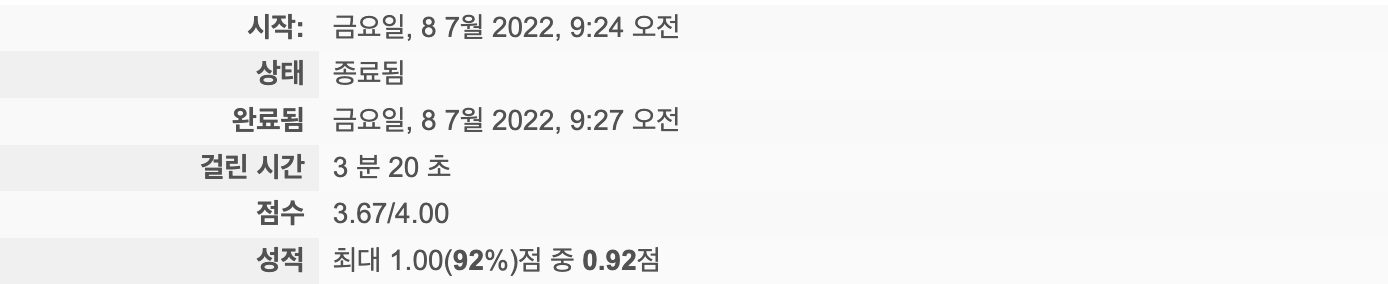 시작: 금요일, 8 7월 2022, 9:24 오전
상태 종료됨
완료됨 금요일, 8 7월 2022, 9:27 오전
걸린 시간 3 분 20 초
점수 3.67/4.00
성적 최대 1.00(92%)점 중 0.92점